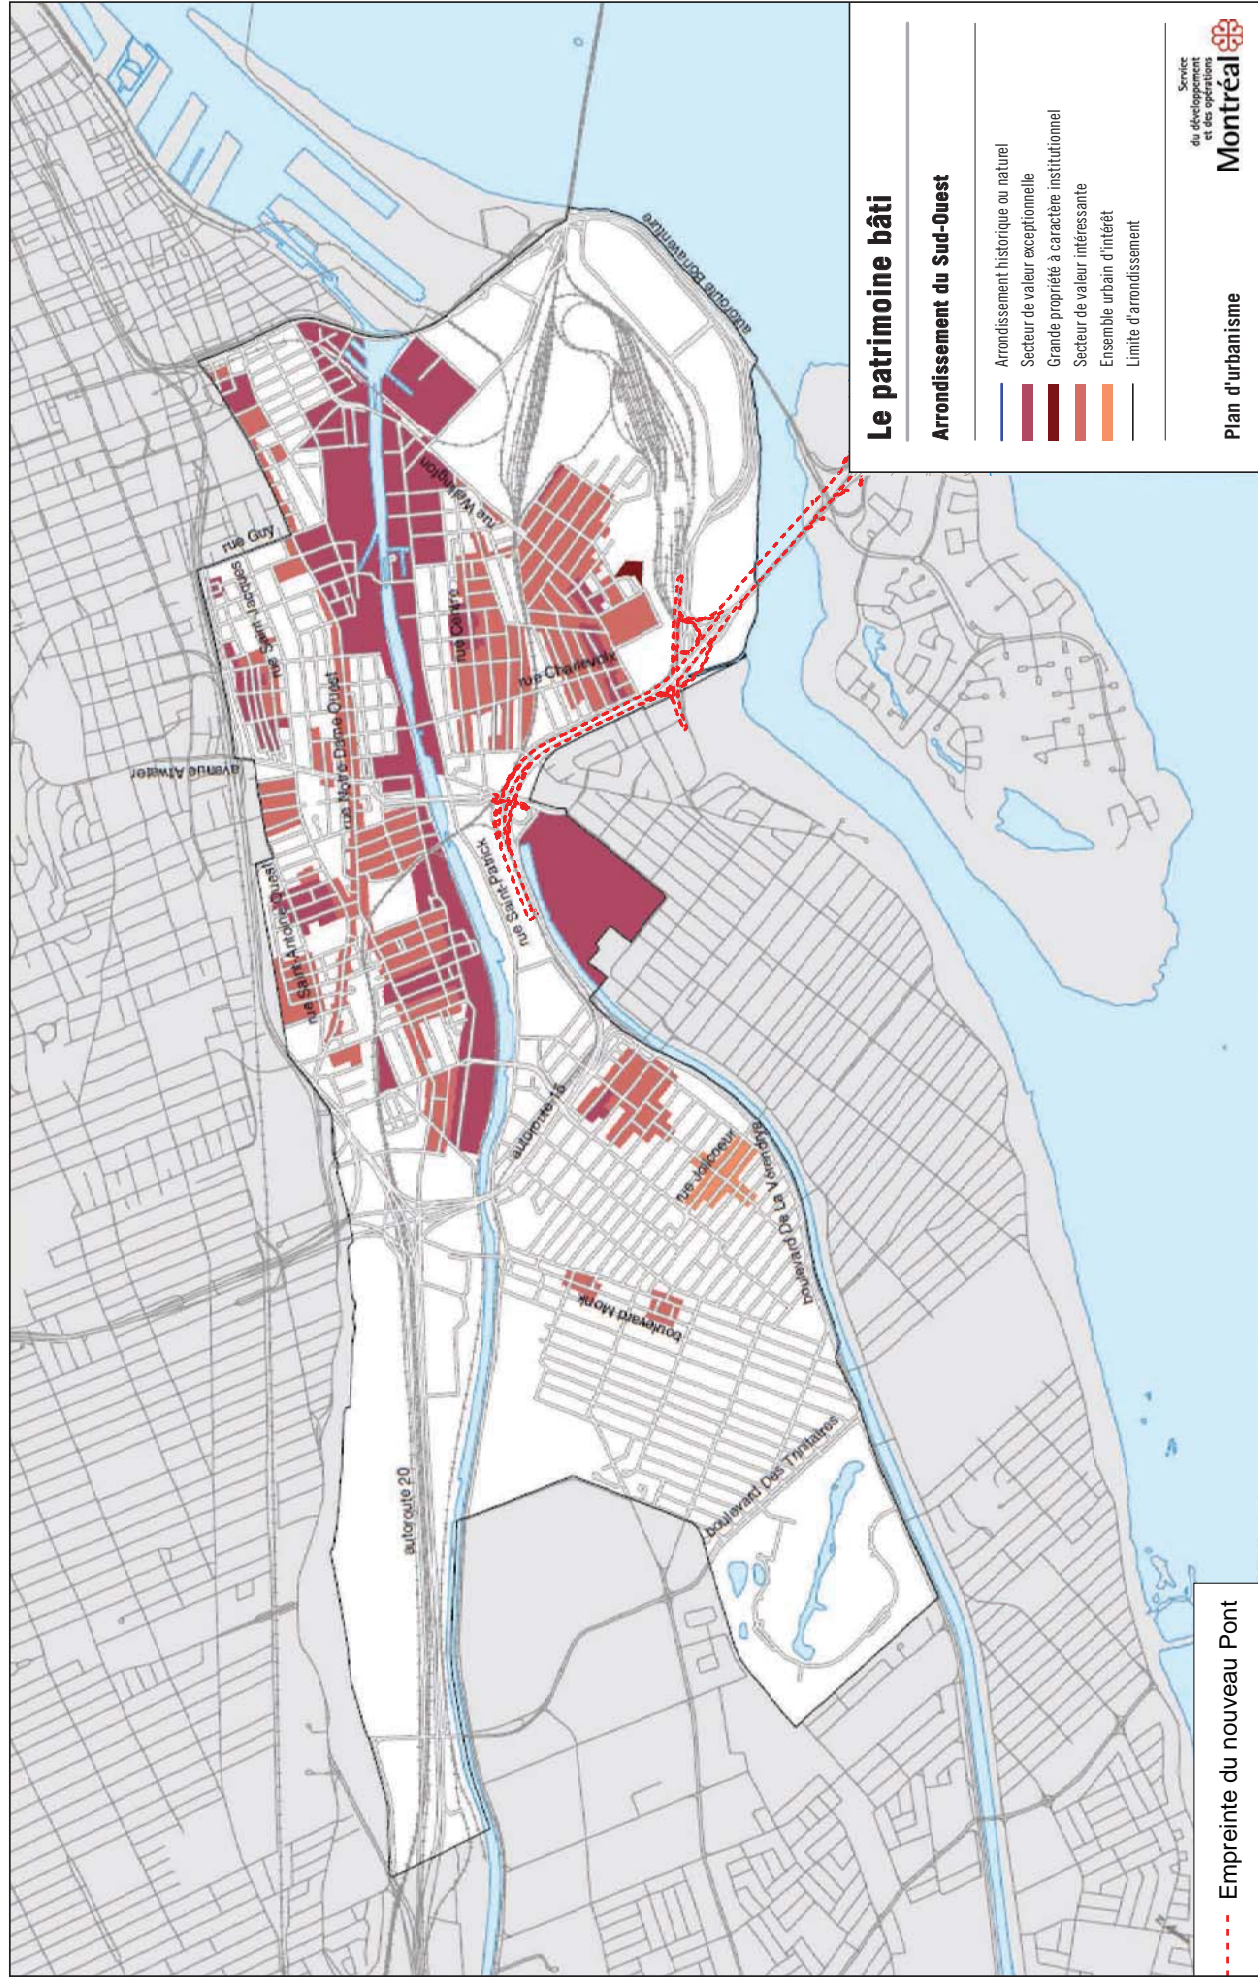 Le patrimoine bâti
Arrondissement du Sud-Ouest
Arrondissement historique ou naturel
Secteur de valeur exceptionnelle
Grande propriété à caractère institutionnel
Secteur de valeur intéressante
Ensemble urbain d'intérêt
Limite d'arrondissement
Plan d'urbanisme
Service
du développement
et des opérations
Montréal
Empreinte du nouveau Pont
autoroute 20
boulevard Des Trinitaires
boulevard Monk
boulevard De La Vérendrye
rue Jolicoeur
autoroute 15
rue Saint-Antoine Ouest
rue Saint-Patrick
avenue Atwater
rue Notre-Dame Ouest
rue Saint-Jacques
rue Guy
rue Centre
rue Charlevoix
rue Wellington
autoroute Bonaventure